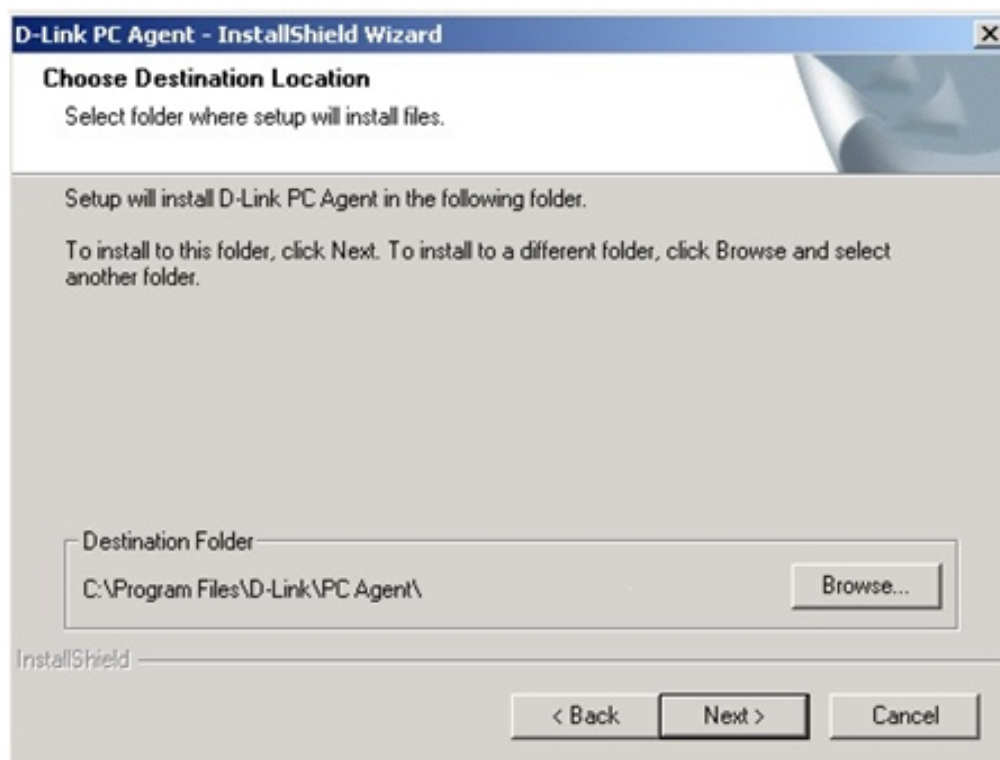 D-Link PC Agent - InstallShield Wizard
Choose Destination Location
Select folder where setup will install files.
Setup will install D-Link PC Agent in the following folder.
To install to this folder, click Next. To install to a different folder, click Browse and select
another folder.
Destination Folder
C:\Program Files\D-Link\PC Agent\
Browse...
InstallShield
< Back
Next >
Cancel